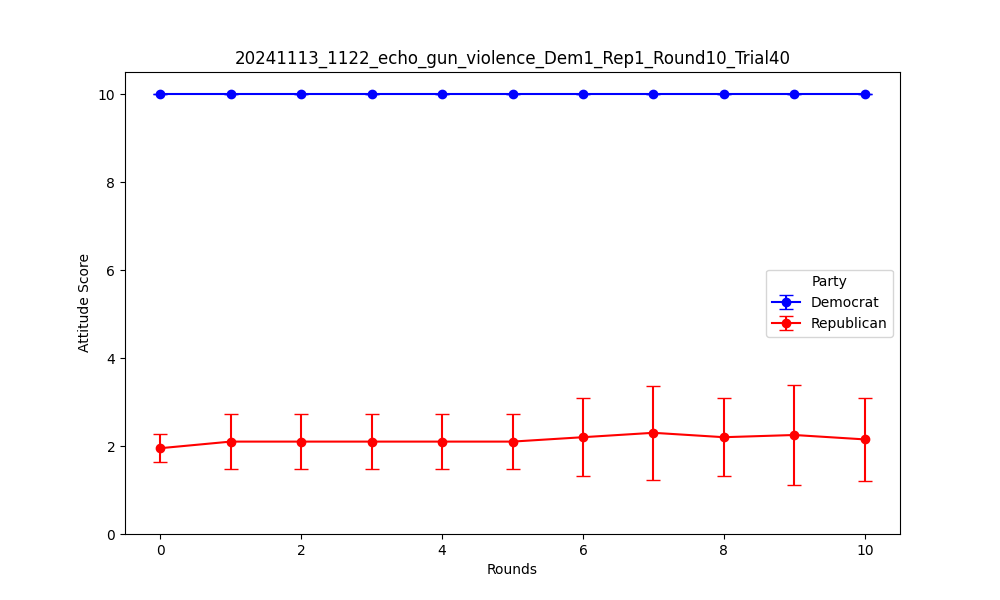 20241113_1122_echo_gun_violence_Dem1_Rep1_Round10_Trial40
Attitude Score
10
8
6
4
2
0
Party
Democrat
Republican
0 2 4 6 8 10
Rounds